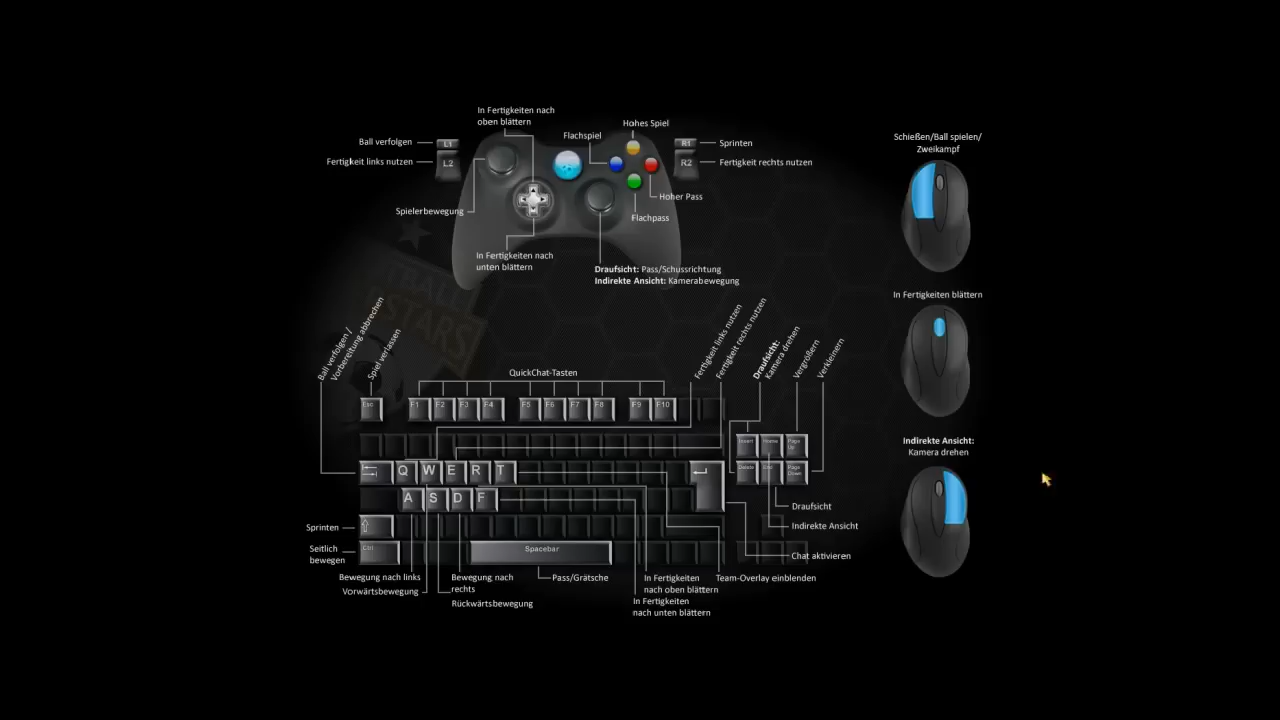 In Fertigkeiten nach
oben blättern
Hohes Spiel
Flachspiel
Ball verfolgen
L1
R1
Sprinten
Fertigkeit links nutzen
L2
R2
Fertigkeit rechts nutzen
Hoher Pass
Spielerbewegung
Flachpass
In Fertigkeiten nach
unten blättern
Draufsicht: Pass/Schussrichtung
Indirekte Ansicht: Kamerabewegung
Schießen/Ball spielen/
Zweikampf
In Fertigkeiten blättern
Indirekte Ansicht:
Kamera drehen
BALL
STARS
Ball verfolgen /
Vorbereitung abbrechen
Spiel verlassen
QuickChat-Tasten
Fertigkeit links nutzen
Fertigkeit rechts nutzen
Draufsicht:
Kamera drehen
Vergrößern
Verkleinern
Esc
F1
F2
F3
F4
F5
F6
F7
F8
F9
F10
Insert
Home
Page
Up
Q
W
E
R
T
Delete
End
Page
Down
A
S
D
F
Draufsicht
Sprinten
Indirekte Ansicht
Seitlich
bewegen
Ctrl
Spacebar
Chat aktivieren
Bewegung nach links
Vorwärtsbewegung
Bewegung nach
rechts
Rückwärtsbewegung
Pass/Grätsche
In Fertigkeiten
nach oben blättern
In Fertigkeiten
nach unten blättern
Team-Overlay einblenden